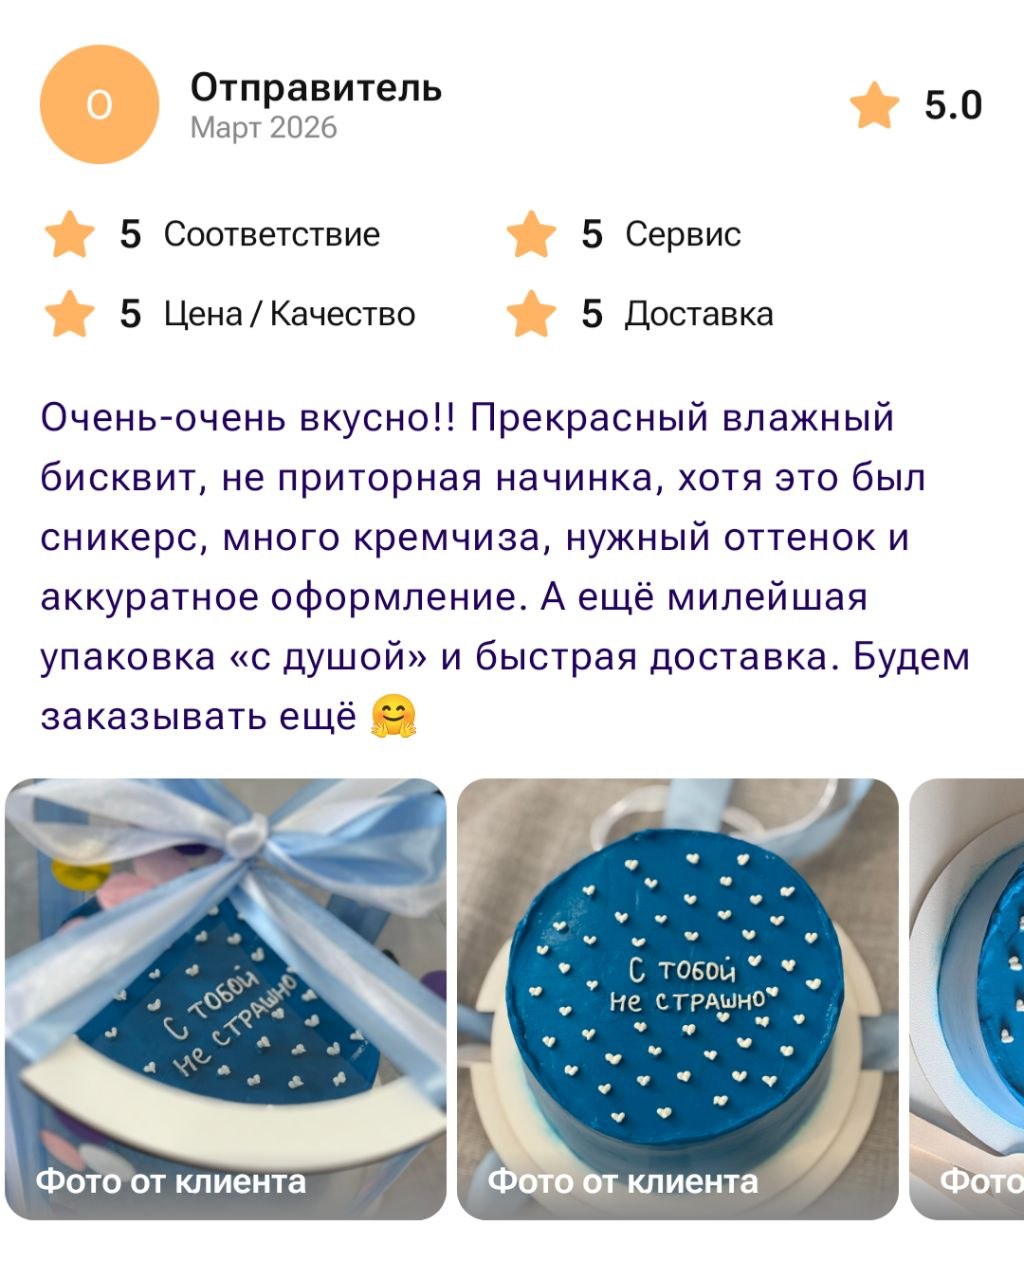 О
Отправитель
Март 2026
5.0
5 Соответствие
5 Сервис
5 Цена / Качество
5 Доставка
Очень-очень вкусно!! Прекрасный влажный
бисквит, не приторная начинка, хотя это был
сникерс, много кремчиза, нужный оттенок и
аккуратное оформление. А ещё милейшая
упаковка «с душой» и быстрая доставка. Будем
заказывать ещё 🤗
С тобой
не страшно
Фото от клиента
С тобой
не страшно
Фото от клиента
Фото